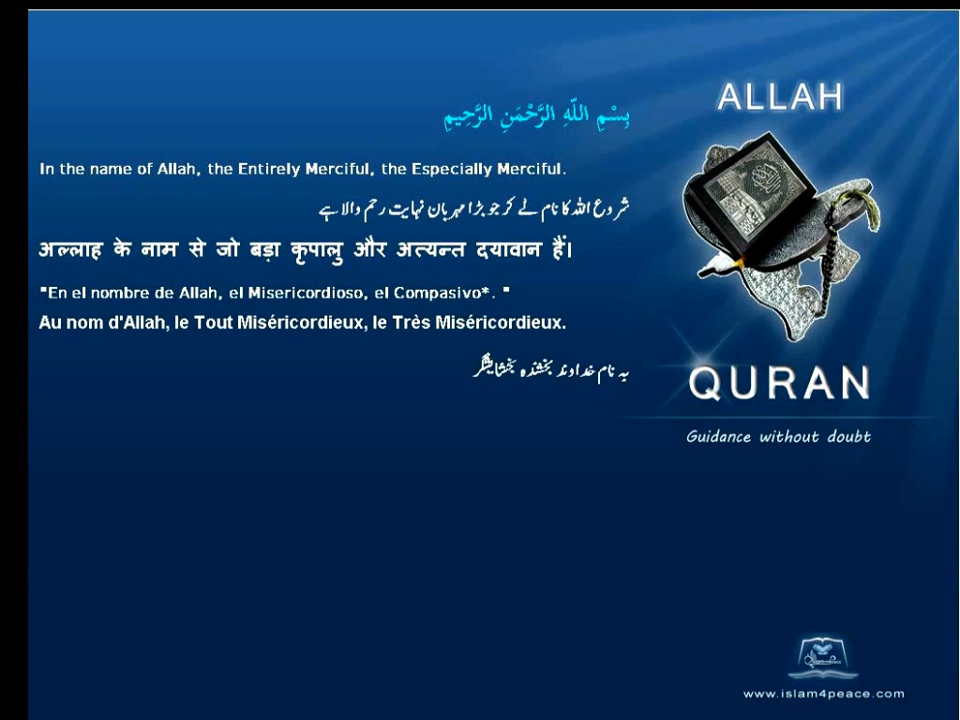 بِسْمِ اللّهِ الرَّحْمَنِ الرَّحِيمِ
In the name of Allah, the Entirely Merciful, the Especially Merciful.
شروع اللہ کا نام لے کر جو بڑا مہربان نہایت رحم والا ہے
अल्लाह के नाम से जो बड़ा कृपालु और अत्यन्त दयावान हैं।
"En el nombre de Allah, el Misericordioso, el Compasivo*. "
Au nom d'Allah, le Tout Miséricordieux, le Très Miséricordieux.
به نام خداوند بخشنده بخشایشگر
ALLAH
QURAN
Guidance without doubt
www.islam4peace.com